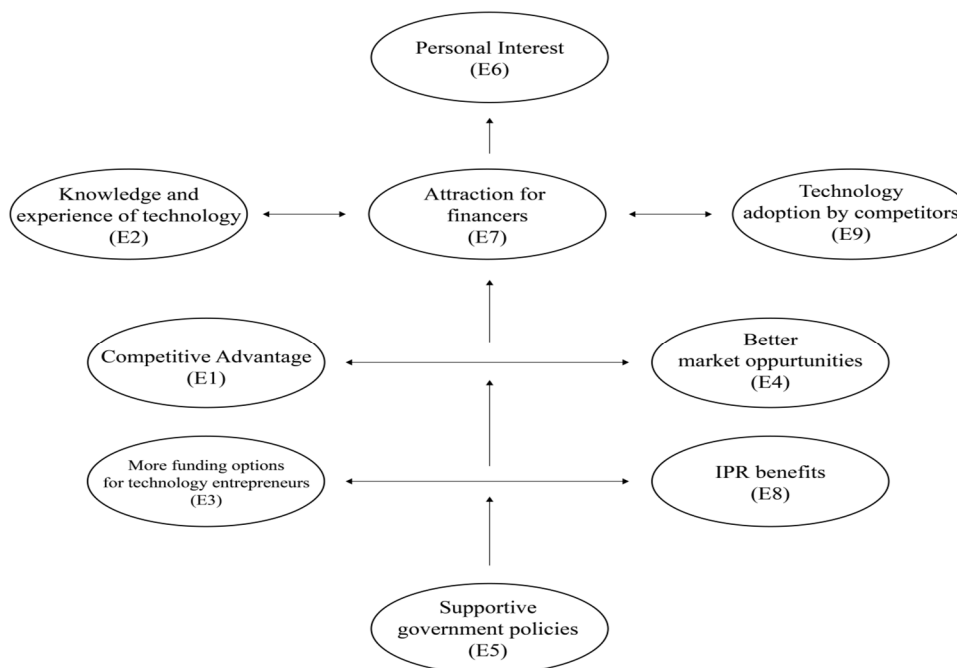 Personal Interest
(E6)
Knowledge and
experience of technology
(E2)
Attraction for
financers
(E7)
Technology
adoption by competitors
(E9)
Competitive Advantage
(E1)
Better
market oppurtunities
(E4)
More funding options
for technology entrepreneurs
(E3)
IPR benefits
(E8)
Supportive
government policies
(E5)